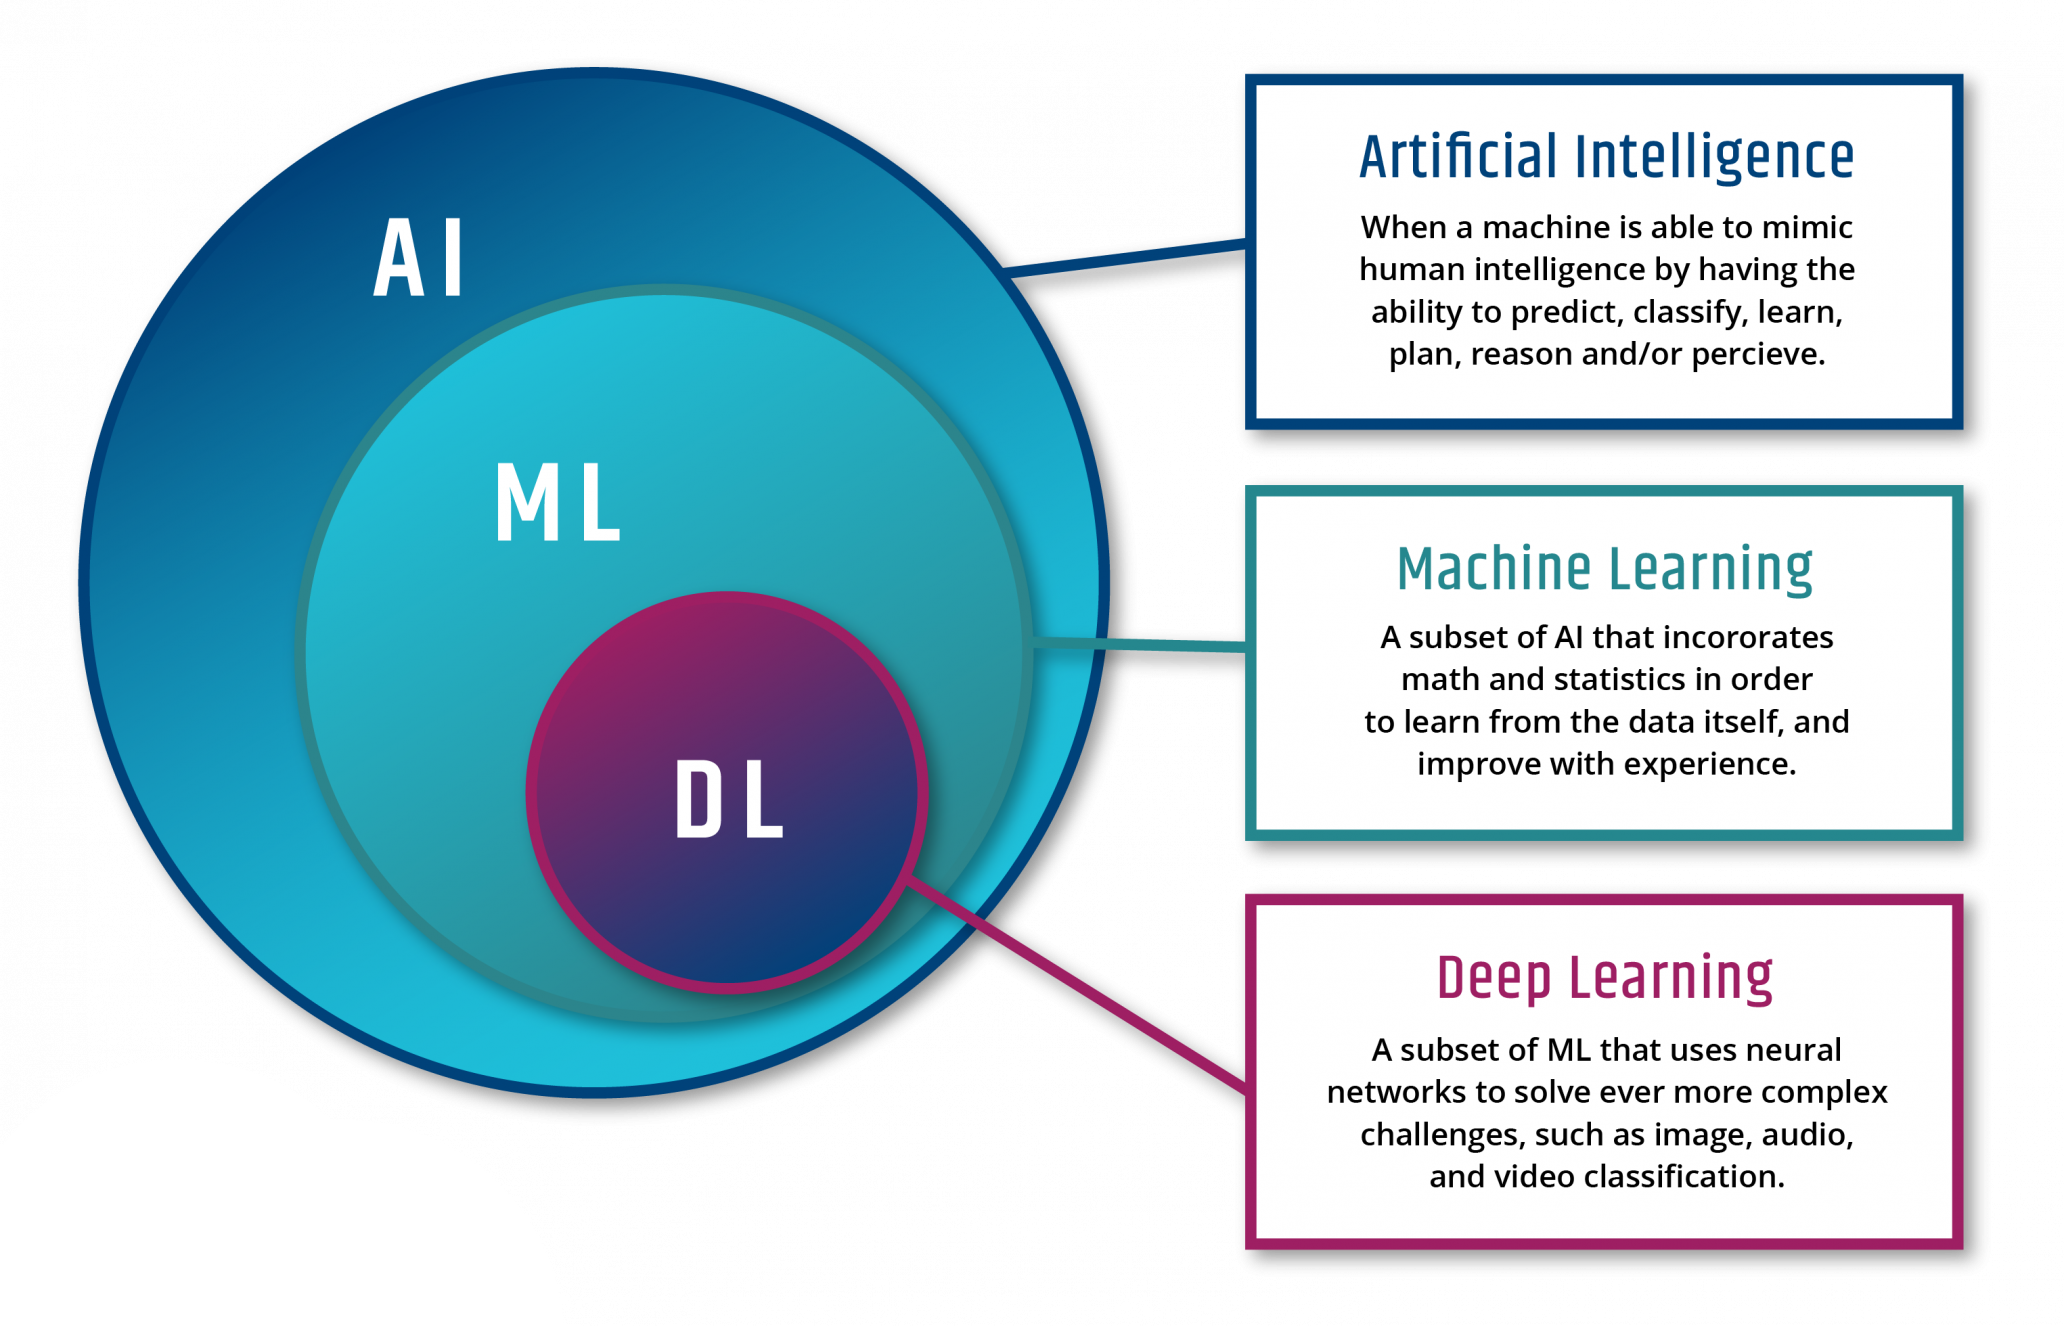 AI
ML
DL
Artificial Intelligence
When a machine is able to mimic
human intelligence by having the
ability to predict, classify, learn,
plan, reason and/or percieve.
Machine Learning
A subset of AI that incororates
math and statistics in order
to learn from the data itself, and
improve with experience.
Deep Learning
A subset of ML that uses neural
networks to solve ever more complex
challenges, such as image, audio,
and video classification.